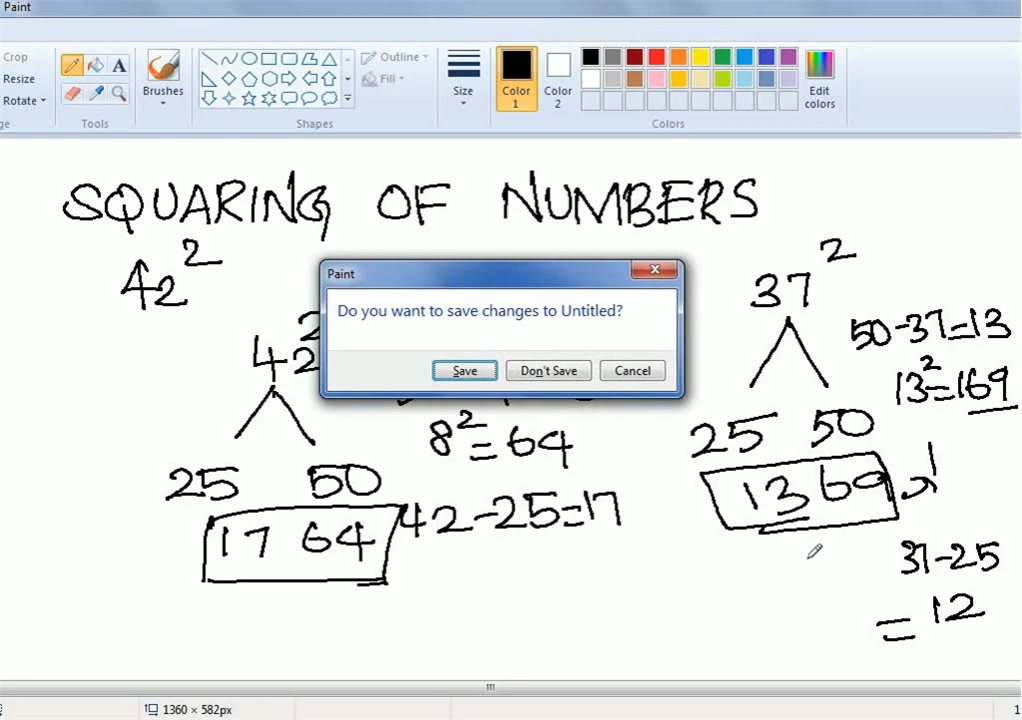 Paint
Crop
Resize
Rotate
Tools
Brushes
Shapes
Outline
Fill
Size
Color 1
Color 2
Edit colors
Colors
SQUARING OF NUMBERS
42²
Paint
Do you want to save changes to Untitled?
Save
Don't Save
Cancel
42
8²=64
25 50
42-25=17
17 64
37²
50-37=13
13²=169
25 50
1369
1
37-25
=12
1360 × 582px